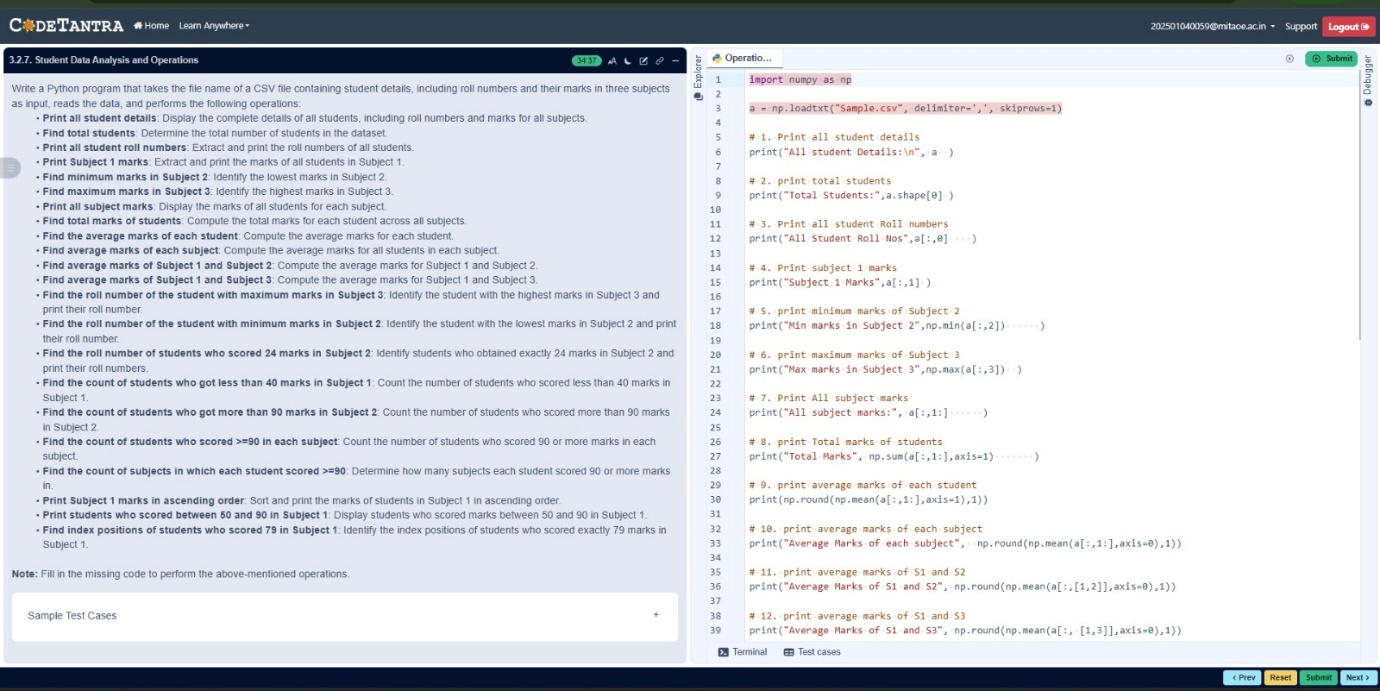 CODETANTRA Home Learn Anywhere 202501040059@mitaoe.ac.in Support Logout
3.2.7. Student Data Analysis and Operations 34:37
Write a Python program that takes the file name of a CSV file containing student details, including roll numbers and their marks in three subjects
as input, reads the data, and performs the following operations:
• Print all student details: Display the complete details of all students, including roll numbers and marks for all subjects.
• Find total students: Determine the total number of students in the dataset.
• Print all student roll numbers: Extract and print the roll numbers of all students.
• Print Subject 1 marks: Extract and print the marks of all students in Subject 1.
• Find minimum marks in Subject 2: Identify the lowest marks in Subject 2.
• Find maximum marks in Subject 3: Identify the highest marks in Subject 3.
• Print all subject marks: Display the marks of all students for each subject.
• Find total marks of students: Compute the total marks for each student across all subjects.
• Find the average marks of each student: Compute the average marks for each student.
• Find average marks of each subject: Compute the average marks for all students in each subject.
• Find average marks of Subject 1 and Subject 2: Compute the average marks for Subject 1 and Subject 2.
• Find average marks of Subject 1 and Subject 3: Compute the average marks for Subject 1 and Subject 3.
• Find the roll number of the student with maximum marks in Subject 3: Identify the student with the highest marks in Subject 3 and
print their roll number.
• Find the roll number of the student with minimum marks in Subject 2: Identify the student with the lowest marks in Subject 2 and print
their roll number.
• Find the roll number of students who scored 24 marks in Subject 2: Identify students who obtained exactly 24 marks in Subject 2 and
print their roll numbers.
• Find the count of students who got less than 40 marks in Subject 1: Count the number of students who scored less than 40 marks in
Subject 1.
• Find the count of students who got more than 90 marks in Subject 2: Count the number of students who scored more than 90 marks
in Subject 2.
• Find the count of students who scored >=90 in each subject: Count the number of students who scored 90 or more marks in each
subject.
• Find the count of subjects in which each student scored >=90: Determine how many subjects each student scored 90 or more marks
in.
• Print Subject 1 marks in ascending order: Sort and print the marks of students in Subject 1 in ascending order.
• Print students who scored between 50 and 90 in Subject 1: Display students who scored marks between 50 and 90 in Subject 1.
• Find index positions of students who scored 79 in Subject 1: Identify the index positions of students who scored exactly 79 marks in
Subject 1.
Note: Fill in the missing code to perform the above-mentioned operations.
Sample Test Cases +
Explorer
Operatio...
Submit
Debugger
1 import numpy as np
2
3 a = np.loadtxt("Sample.csv", delimiter=',', skiprows=1)
4
5 # 1. Print all student details
6 print("All student Details:\n", a )
7
8 # 2. print total students
9 print("Total Students:",a.shape[0] )
10
11 # 3. Print all student Roll numbers
12 print("All Student Roll Nos",a[:,0] )
13
14 # 4. Print subject 1 marks
15 print("Subject 1 Marks",a[:,1] )
16
17 # 5. print minimum marks of Subject 2
18 print("Min marks in Subject 2",np.min(a[:,2]) )
19
20 # 6. print maximum marks of Subject 3
21 print("Max marks in Subject 3",np.max(a[:,3]) )
22
23 # 7. Print All subject marks
24 print("All subject marks:", a[:,1:] )
25
26 # 8. print Total marks of students
27 print("Total Marks", np.sum(a[:,1:],axis=1) )
28
29 # 9. print average marks of each student
30 print(np.round(np.mean(a[:,1:],axis=1),1))
31
32 # 10. print average marks of each subject
33 print("Average Marks of each subject", np.round(np.mean(a[:,1:],axis=0),1))
34
35 # 11. print average marks of S1 and S2
36 print("Average Marks of S1 and S2", np.round(np.mean(a[:,[1,2]],axis=0),1))
37
38 # 12. print average marks of S1 and S3
39 print("Average Marks of S1 and S3", np.round(np.mean(a[:, [1,3]],axis=0),1))
Terminal Test cases
< Prev Reset Submit Next >